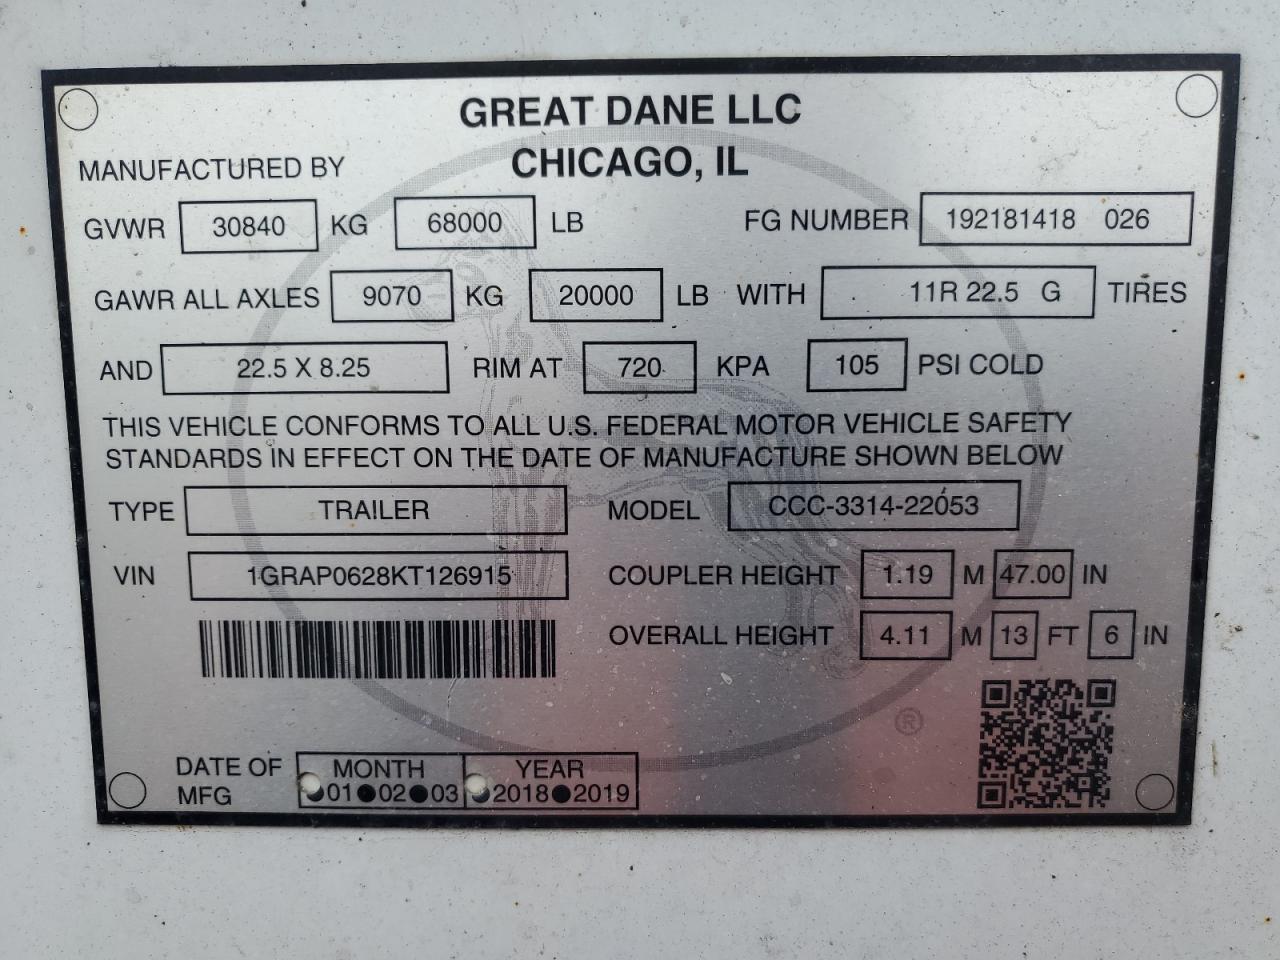 GREAT DANE LLC
MANUFACTURED BY CHICAGO, IL
GVWR 30840 KG 68000 LB FG NUMBER 192181418 026
GAWR ALL AXLES 9070 KG 20000 LB WITH 11R 22.5 G TIRES
AND 22.5 X 8.25 RIM AT 720 KPA 105 PSI COLD
THIS VEHICLE CONFORMS TO ALL U.S. FEDERAL MOTOR VEHICLE SAFETY
STANDARDS IN EFFECT ON THE DATE OF MANUFACTURE SHOWN BELOW
TYPE TRAILER MODEL CCC-3314-22053
VIN 1GRAP0628KT126915 COUPLER HEIGHT 1.19 M 47.00 IN
OVERALL HEIGHT 4.11 M 13 FT 6 IN
®
DATE OF MONTH YEAR
MFG ●01●02●03 ●2018●2019